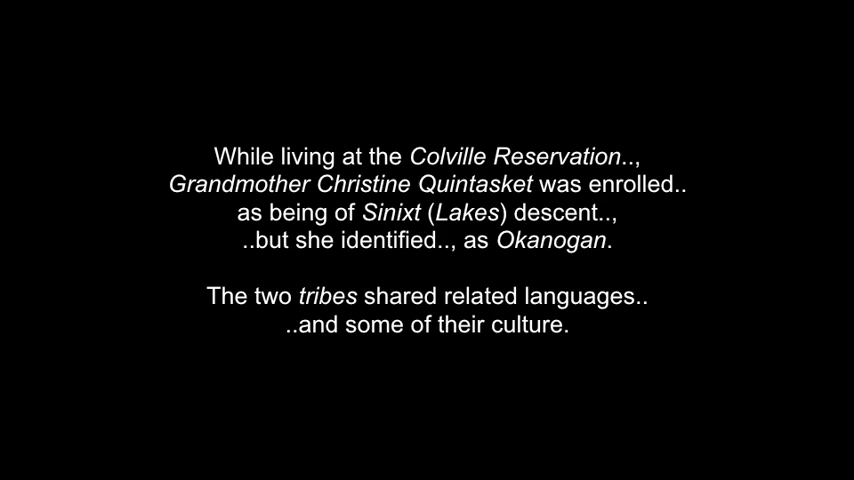 While living at the Colville Reservation..,
Grandmother Christine Quintasket was enrolled..
as being of Sinixt (Lakes) descent..,
..but she identified.., as Okanogan.
The two tribes shared related languages..
..and some of their culture.